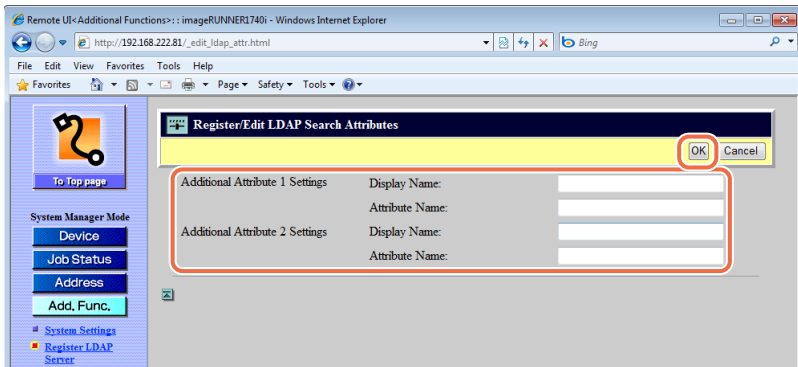 Remote UI<Additional Functions>: : imageRUNNER1740i - Windows Internet Explorer
http://192.168.222.81/_edit_ldap_attr.html
Bing
File Edit View Favorites Tools Help
Favorites Page Safety Tools
Register/Edit LDAP Search Attributes
OK Cancel
To Top page
System Manager Mode
Device
Job Status
Address
Add. Func.
System Settings
Register LDAP
Server
Additional Attribute 1 Settings Display Name:
Attribute Name:
Additional Attribute 2 Settings Display Name:
Attribute Name: